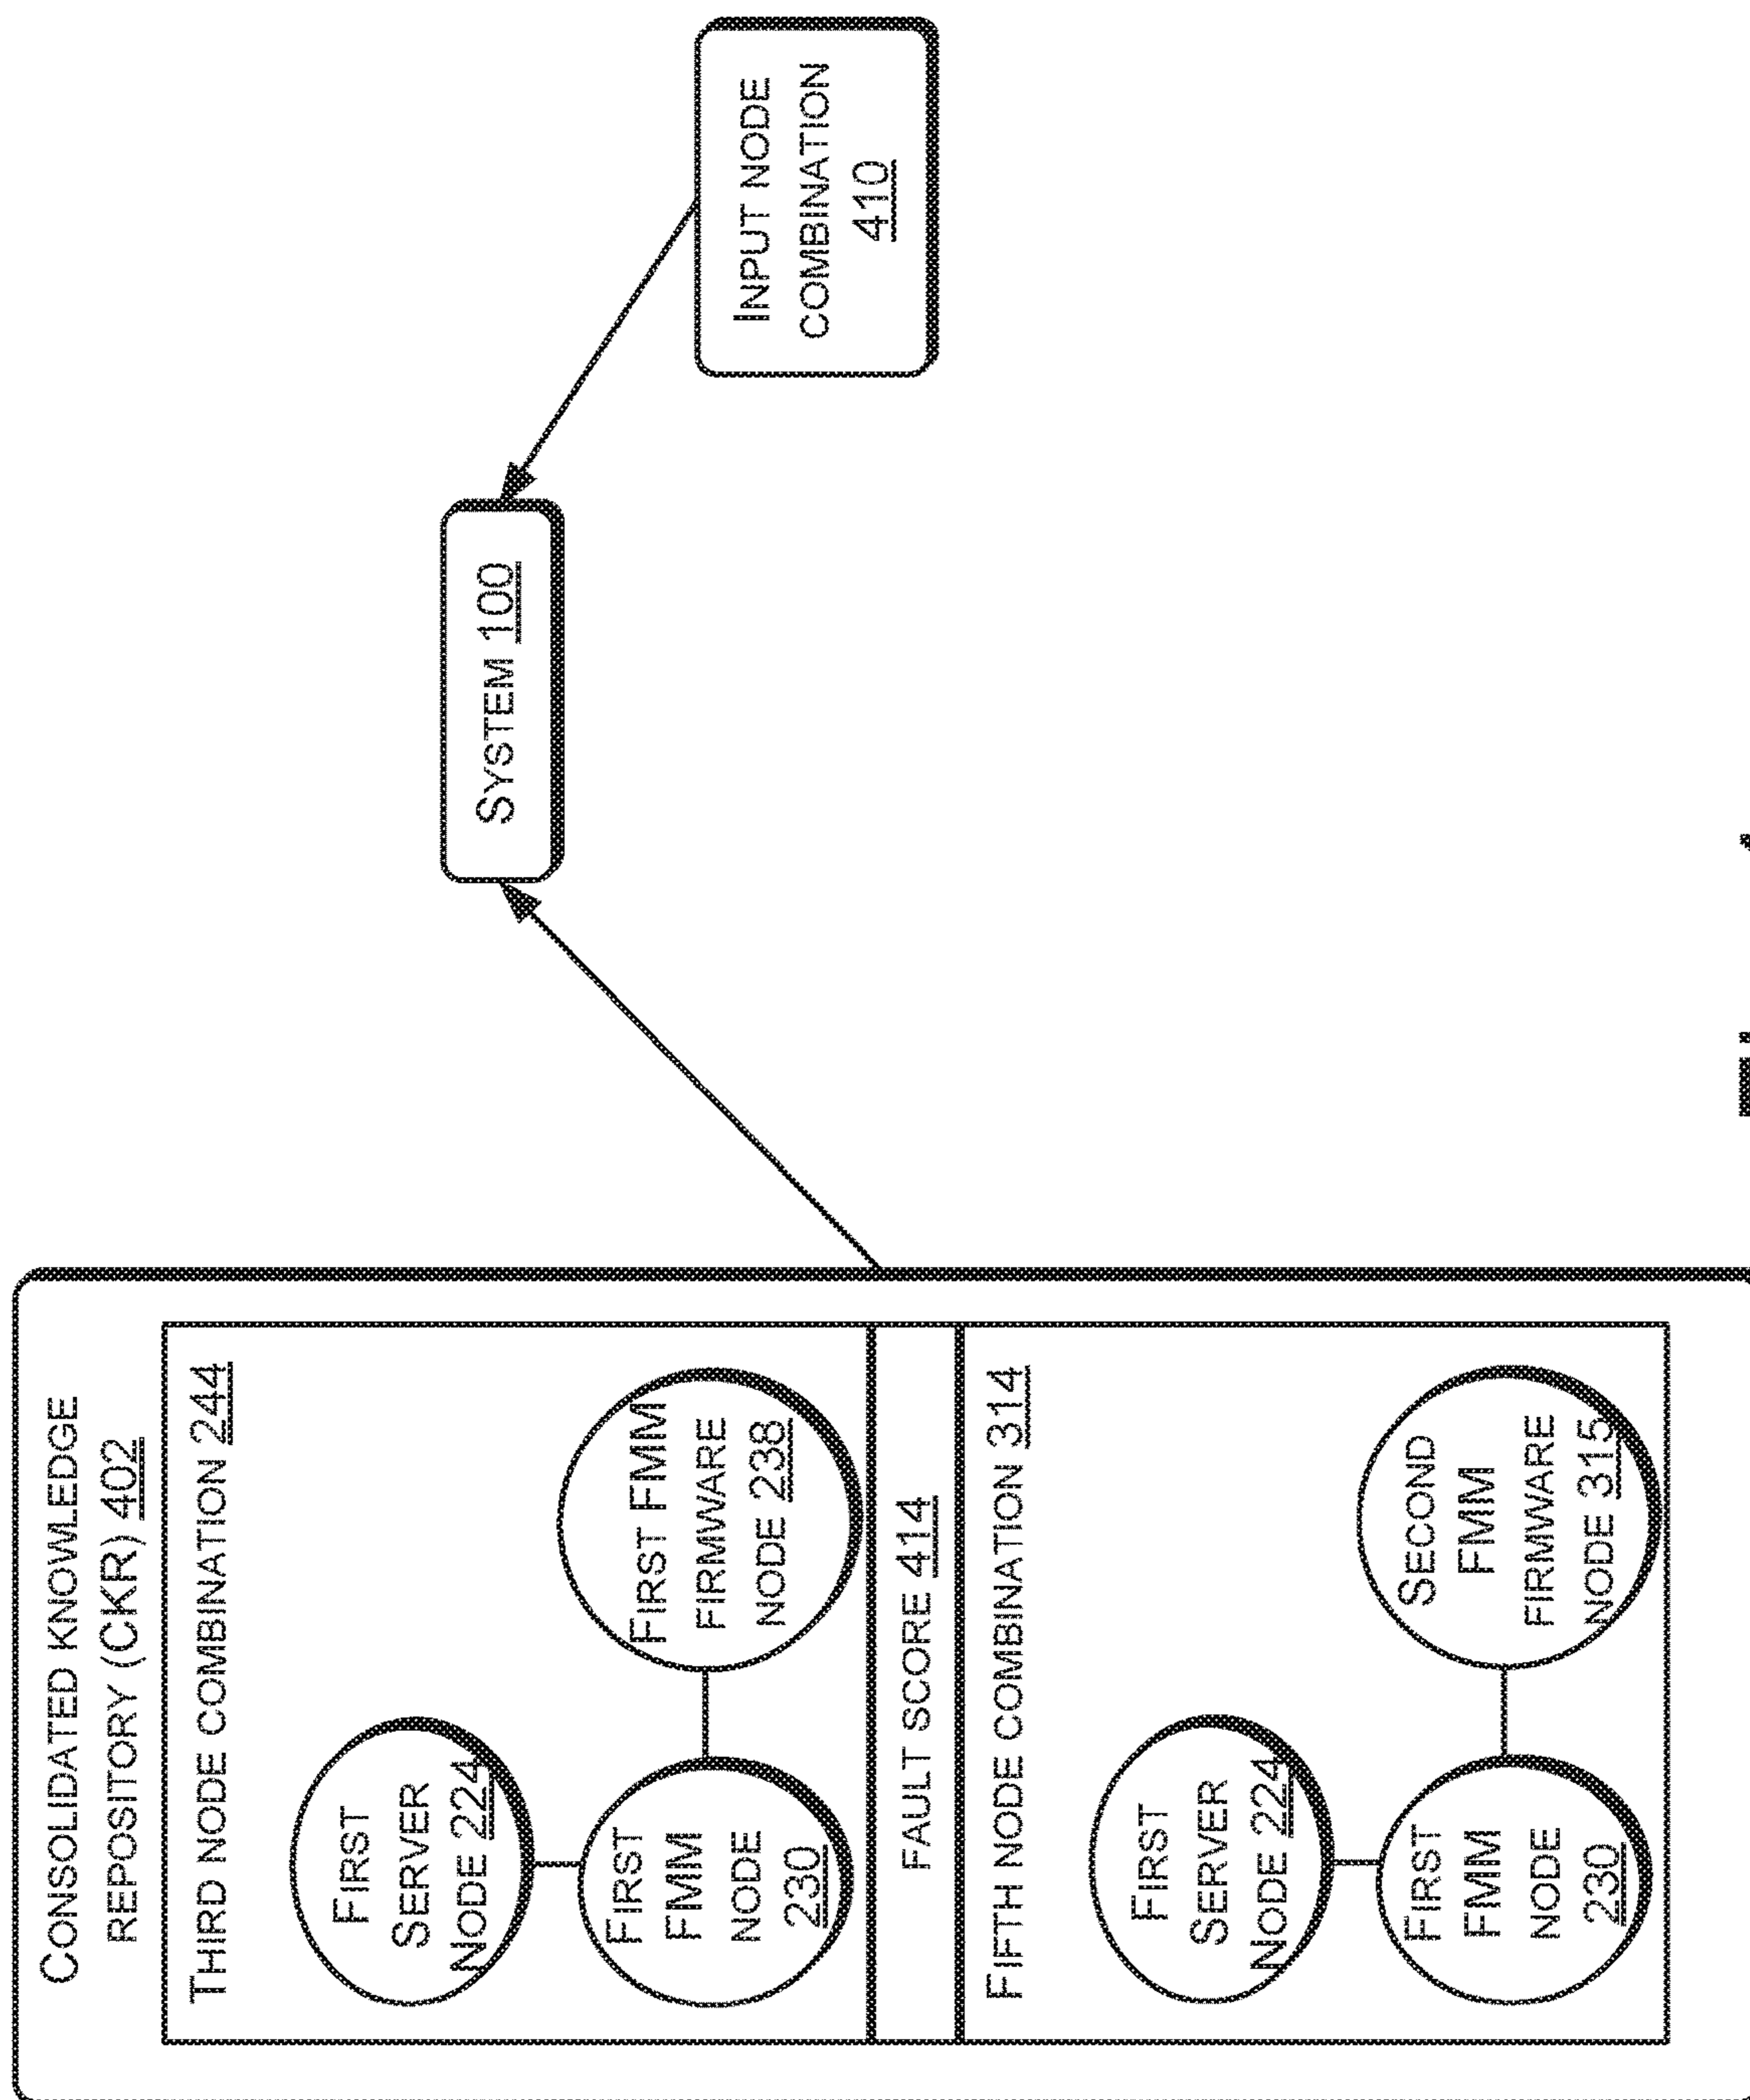 CONSOLIDATED KNOWLEDGE
REPOSITORY (CKR) 402
THIRD NODE COMBINATION 244
FIRST
SERVER
NODE 224
FIRST
FMM
NODE
230
FIRST FMM
FIRMWARE
NODE 238
FAULT SCORE 414
FIFTH NODE COMBINATION 314
FIRST
SERVER
NODE 224
FIRST
FMM
NODE
230
SECOND
FMM
FIRMWARE
NODE 315
SYSTEM 100
INPUT NODE
COMBINATION
410